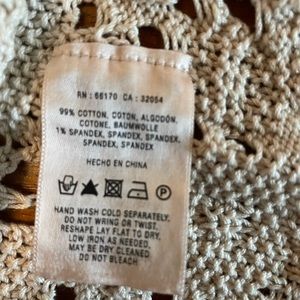 RN : 66170 CA : 32054
99% COTTON, COTON, ALGODÓN,
COTONE, BAUMWOLLE
1% SPANDEX, SPANDEX, SPANDEX,
SPANDEX, SPANDEX
HECHO EN CHINA
HAND WASH COLD SEPARATELY.
DO NOT WRING OR TWIST.
RESHAPE LAY FLAT TO DRY.
LOW IRON AS NEEDED.
MAY BE DRY CLEANED
DO NOT BLEACH